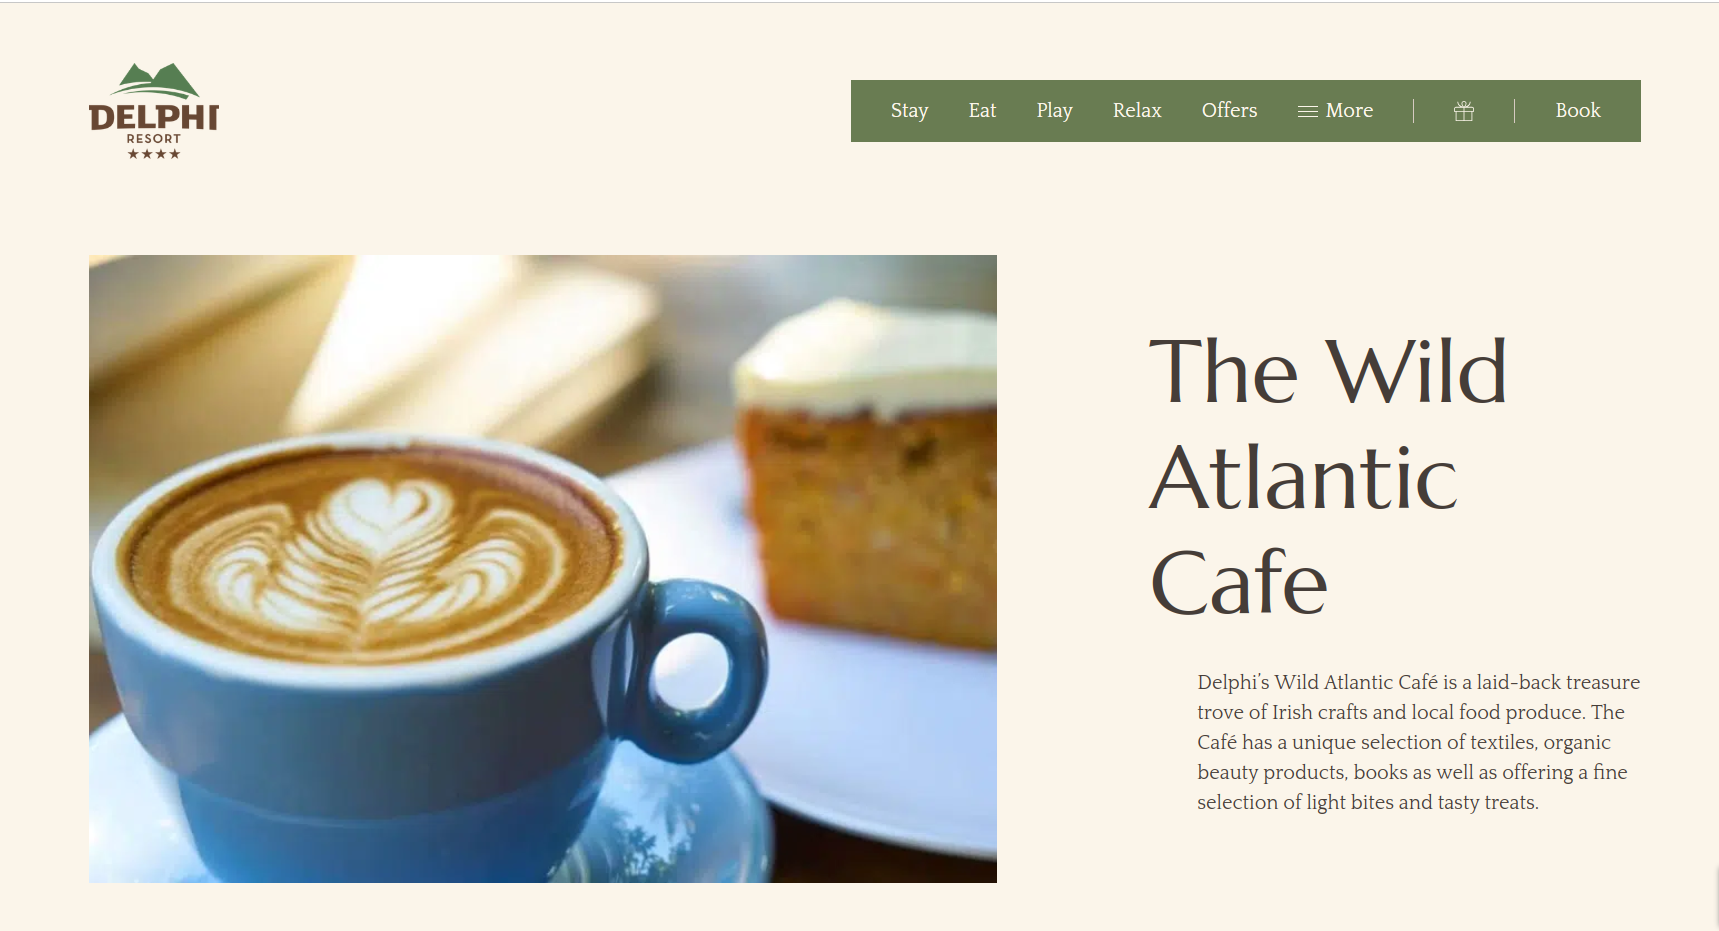 DELPHI
RESORT
Stay Eat Play Relax Offers More Book
The Wild
Atlantic
Cafe
Delphi’s Wild Atlantic Café is a laid-back treasure
trove of Irish crafts and local food produce. The
Café has a unique selection of textiles, organic
beauty products, books as well as offering a fine
selection of light bites and tasty treats.